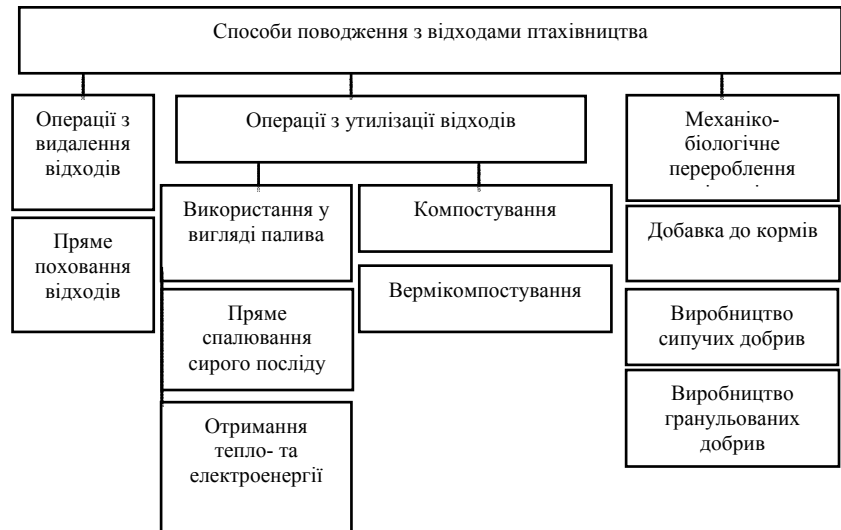 Способи поводження з відходами птахівництва
Операції з
видалення
відходів
Операції з утилізації відходів
Механіко-
біологічне
перероблення
Пряме
поховання
відходів
Використання у
вигляді палива
Компостування
Добавка до кормів
Пряме
спалювання
сирого посліду
Вермікомпостування
Виробництво
сипучих добрив
Отримання
тепло- та
електроенергії
Виробництво
гранульованих
добрив